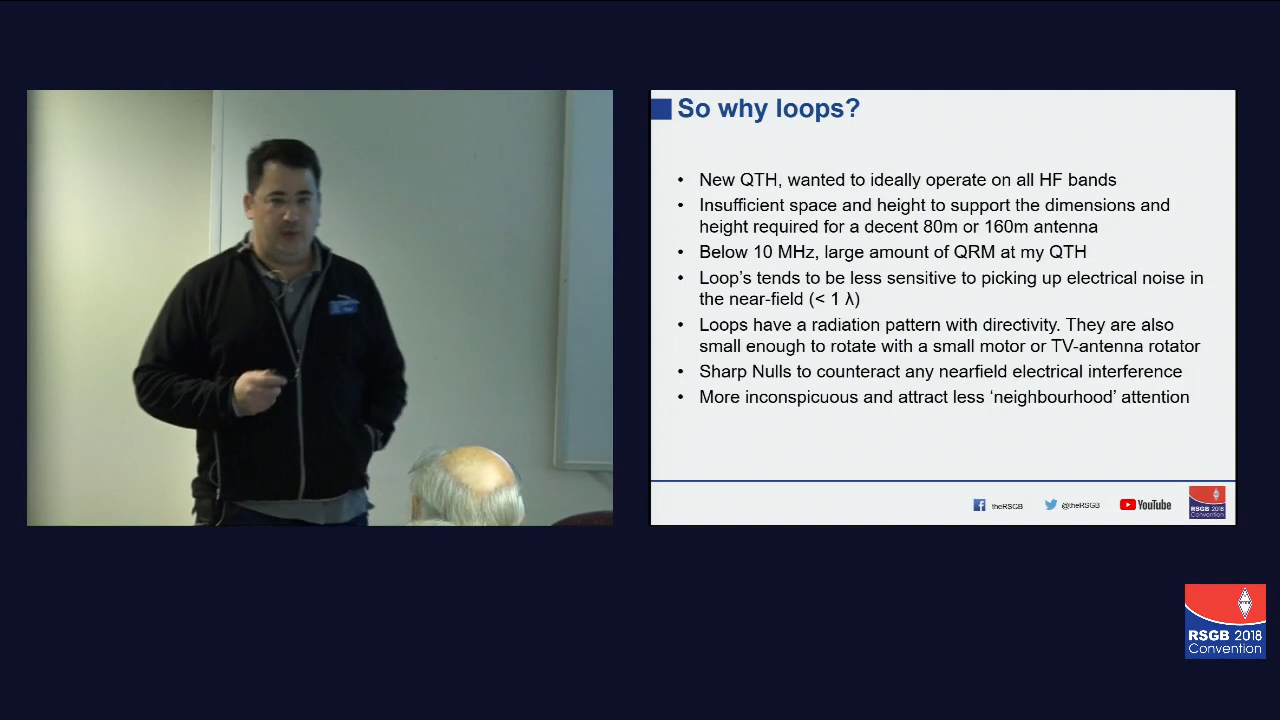 So why loops?
• New QTH, wanted to ideally operate on all HF bands
• Insufficient space and height to support the dimensions and
height required for a decent 80m or 160m antenna
• Below 10 MHz, large amount of QRM at my QTH
• Loop's tends to be less sensitive to picking up electrical noise in
the near-field (< 1 λ)
• Loops have a radiation pattern with directivity. They are also
small enough to rotate with a small motor or TV-antenna rotator
• Sharp Nulls to counteract any nearfield electrical interference
• More inconspicuous and attract less ‘neighbourhood’ attention
theRSGB
@theRSGB
YouTube
RSGB 2018
Convention
RSGB 2018
Convention